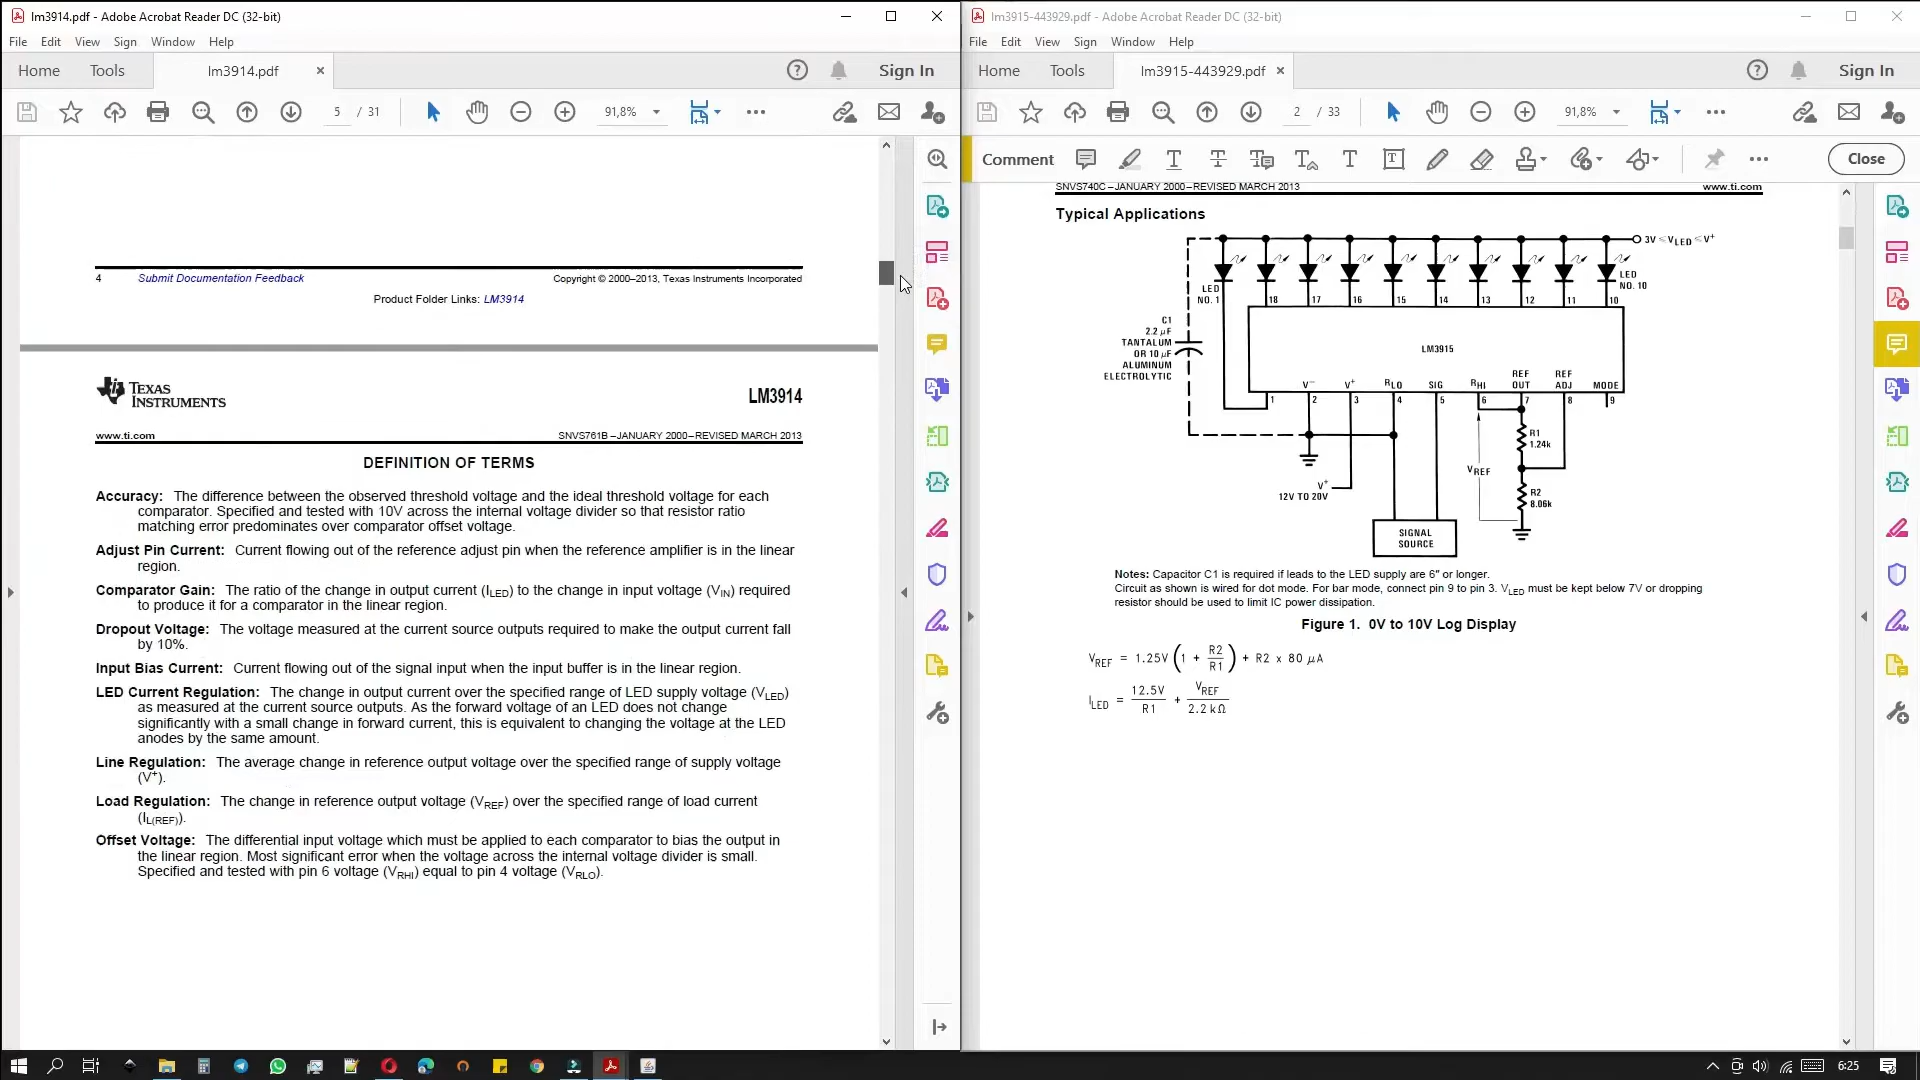 lm3914.pdf - Adobe Acrobat Reader DC (32-bit)
File Edit View Sign Window Help
Home Tools lm3914.pdf × Sign In
5 / 31 91,8%
4 Submit Documentation Feedback Copyright © 2000–2013, Texas Instruments Incorporated
Product Folder Links: LM3914
TEXAS
INSTRUMENTS
LM3914
www.ti.com SNVS761B –JANUARY 2000–REVISED MARCH 2013
DEFINITION OF TERMS
Accuracy: The difference between the observed threshold voltage and the ideal threshold voltage for each
comparator. Specified and tested with 10V across the internal voltage divider so that resistor ratio
matching error predominates over comparator offset voltage.
Adjust Pin Current: Current flowing out of the reference adjust pin when the reference amplifier is in the linear
region.
Comparator Gain: The ratio of the change in output current (ILED) to the change in input voltage (VIN) required
to produce it for a comparator in the linear region.
Dropout Voltage: The voltage measured at the current source outputs required to make the output current fall
by 10%.
Input Bias Current: Current flowing out of the signal input when the input buffer is in the linear region.
LED Current Regulation: The change in output current over the specified range of LED supply voltage (VLED)
as measured at the current source outputs. As the forward voltage of an LED does not change
significantly with a small change in forward current, this is equivalent to changing the voltage at the LED
anodes by the same amount.
Line Regulation: The average change in reference output voltage over the specified range of supply voltage
(V+).
Load Regulation: The change in reference output voltage (VREF) over the specified range of load current
(IL(REF)).
Offset Voltage: The differential input voltage which must be applied to each comparator to bias the output in
the linear region. Most significant error when the voltage across the internal voltage divider is small.
Specified and tested with pin 6 voltage (VRHI) equal to pin 4 voltage (VRLO).
lm3915-443929.pdf - Adobe Acrobat Reader DC (32-bit)
File Edit View Sign Window Help
Home Tools lm3915-443929.pdf × Sign In
2 / 33 91,8%
Comment Close
SNVS740C –JANUARY 2000–REVISED MARCH 2013 www.ti.com
Typical Applications
3V ≤ VLED ≤ V+
LED
NO. 1
LED
NO. 10
18 17 16 15 14 13 12 11 10
C1
2.2 µF
TANTALUM
OR 10 µF
ALUMINUM
ELECTROLYTIC
LM3915
V− V+ RLO SIG RHI REF OUT REF ADJ MODE
1 2 3 4 5 6 7 8 9
R1
1.24k
VREF
R2
8.06k
V+
12V TO 20V
SIGNAL
SOURCE
Notes: Capacitor C1 is required if leads to the LED supply are 6″ or longer.
Circuit as shown is wired for dot mode. For bar mode, connect pin 9 to pin 3. VLED must be kept below 7V or dropping
resistor should be used to limit IC power dissipation.
Figure 1. 0V to 10V Log Display
VREF = 1.25V (1 + R2/R1) + R2 x 80 µA
ILED = 12.5V/R1 + VREF/2.2 kΩ
6:25